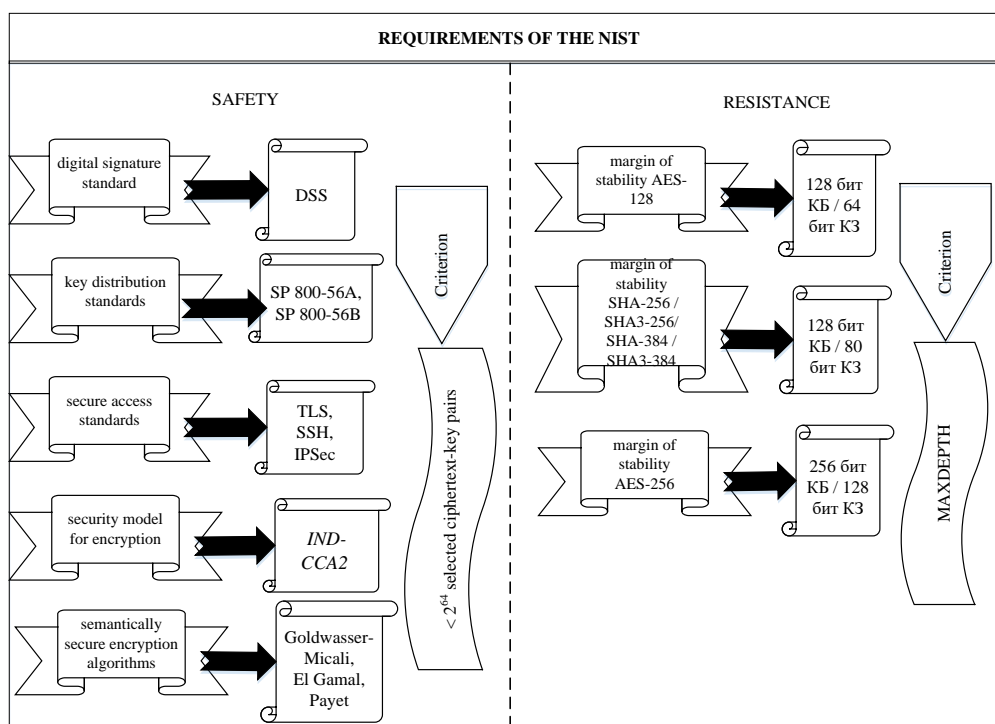 REQUIREMENTS OF THE NIST
SAFETY
digital signature
standard
DSS
key distribution
standards
SP 800-56A,
SP 800-56B
secure access
standards
TLS,
SSH,
IPSec
security model
for encryption
IND-
CCA2
semantically
secure encryption
algorithms
Goldwasser-
Micali,
El Gamal,
Payet
Criterion
< 2^64 selected ciphertext-key pairs
RESISTANCE
margin of
stability AES-
128
128 бит
КБ / 64
бит КЗ
margin of
stability
SHA-256 /
SHA3-256/
SHA-384 /
SHA3-384
128 бит
КБ / 80
бит КЗ
margin of
stability
AES-256
256 бит
КБ / 128
бит КЗ
Criterion
MAXDEPTH